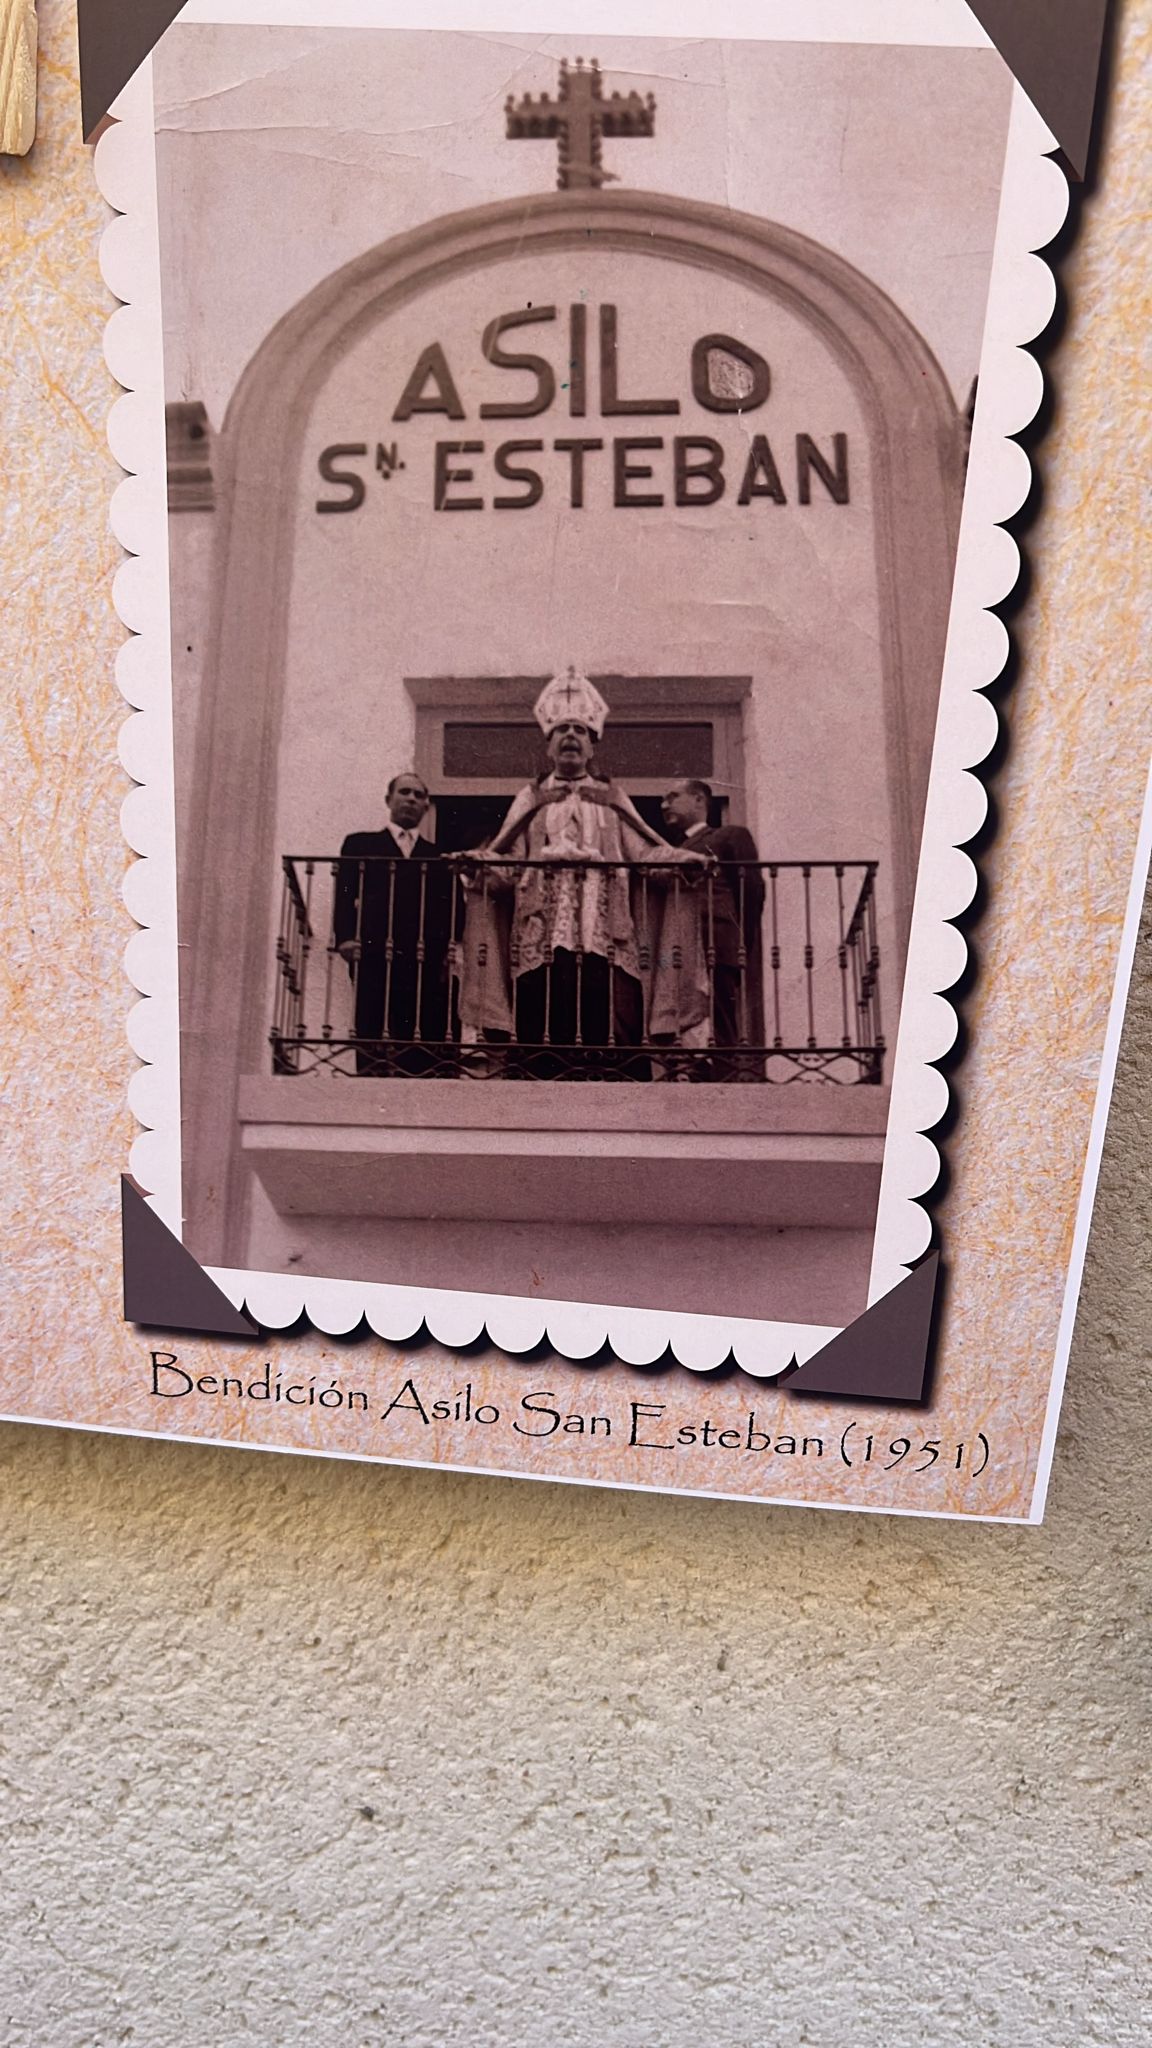 ASILO
SN. ESTEBAN
Bendición Asilo San Esteban (1951)